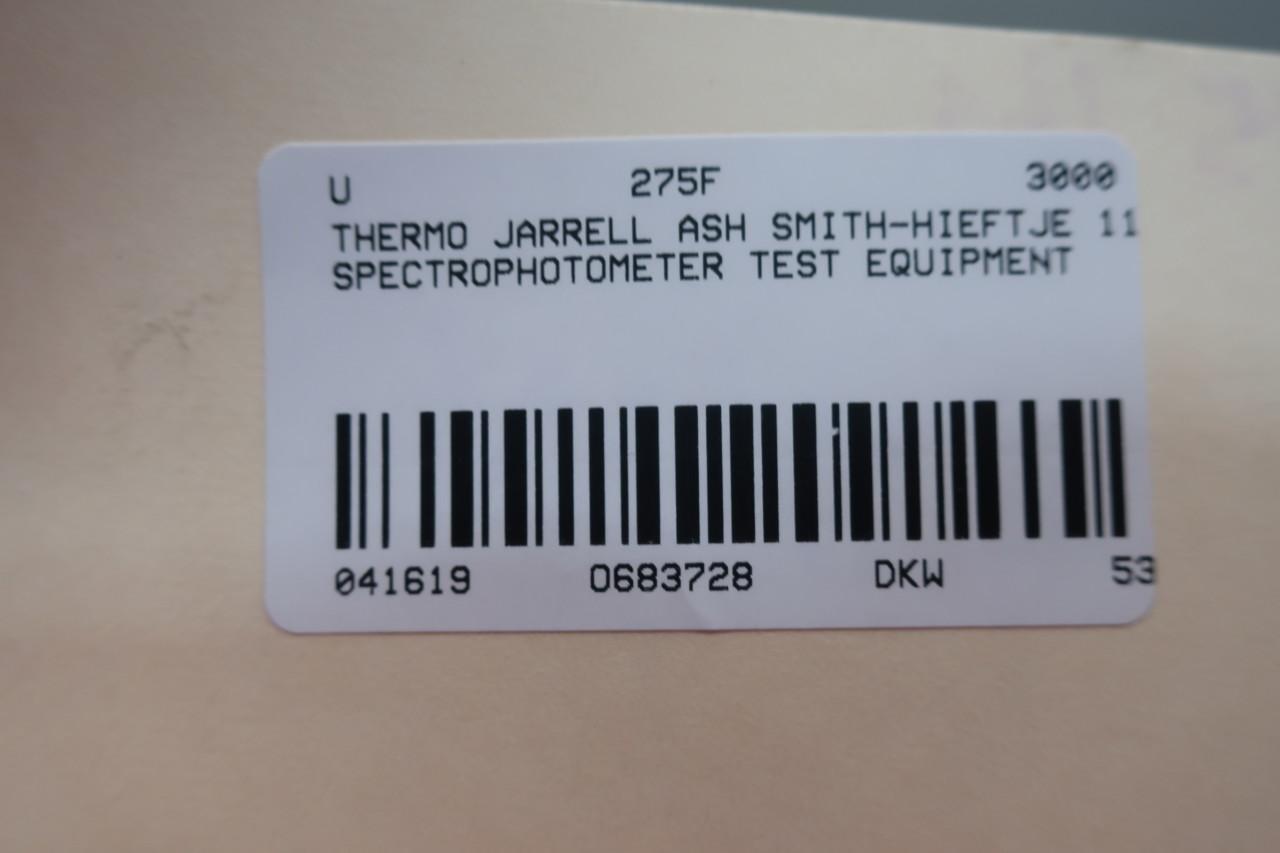 U 275F 3000
THERMO JARRELL ASH SMITH-HIEFTJE 11
SPECTROPHOTOMETER TEST EQUIPMENT
041619 0683728 DKW 53